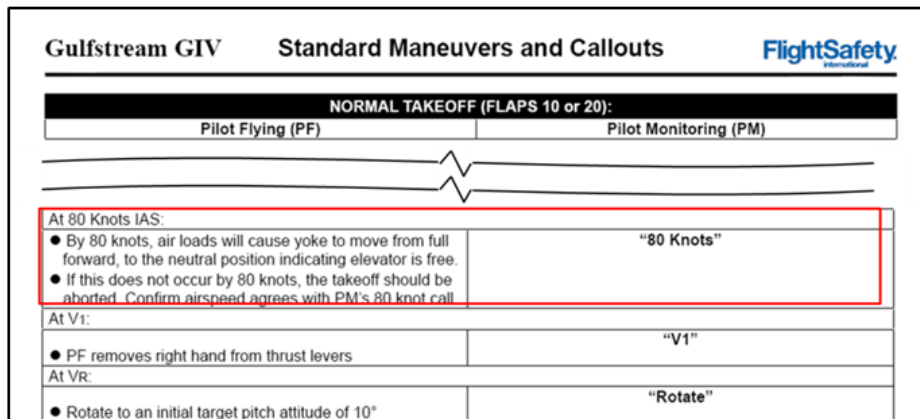 Gulfstream GIV Standard Maneuvers and Callouts FlightSafety
international
NORMAL TAKEOFF (FLAPS 10 or 20):
Pilot Flying (PF) Pilot Monitoring (PM)
At 80 Knots IAS:
● By 80 knots, air loads will cause yoke to move from full "80 Knots"
forward, to the neutral position indicating elevator is free.
● If this does not occur by 80 knots, the takeoff should be
aborted. Confirm airspeed agrees with PM's 80 knot call
At V1:
"V1"
● PF removes right hand from thrust levers
At VR:
"Rotate"
● Rotate to an initial target pitch attitude of 10°